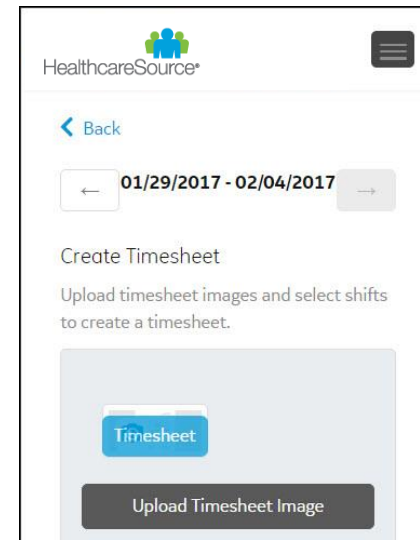 HealthcareSource
Back
← 01/29/2017 - 02/04/2017 →
Create Timesheet
Upload timesheet images and select shifts
to create a timesheet.
Timesheet
Upload Timesheet Image